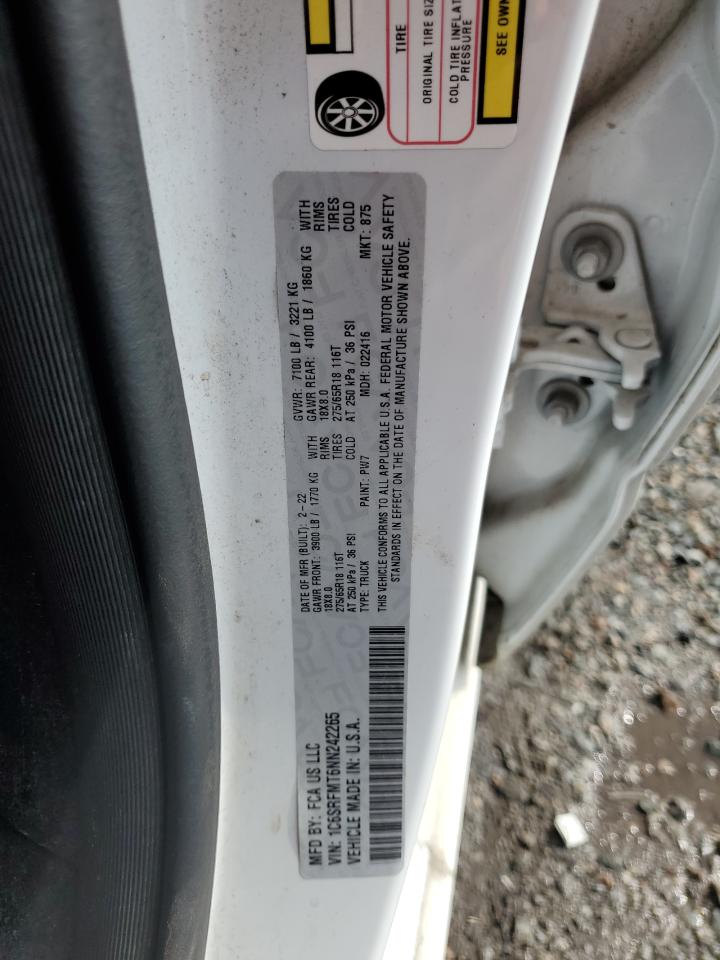 TIRE
ORIGINAL TIRE SIZ
COLD TIRE INFLAT
PRESSURE
SEE OWN
MFD BY: FCA US LLC
VIN: 1C6SRFMT6NN242265
VEHICLE MADE IN: U.S.A.
DATE OF MFR (BUILT): 2-22
GAWR FRONT: 3900 LB / 1770 KG WITH
18X8.0 RIMS
275/65R18 116T TIRES
AT 250 kPa / 36 PSI COLD
TYPE: TRUCK PAINT: PW7
GVWR: 7100 LB / 3221 KG
GAWR REAR: 4100 LB / 1860 KG WITH
18X8.0 RIMS
275/65R18 116T TIRES
AT 250 kPa / 36 PSI COLD
MDH: 022416 MKT: 875
THIS VEHICLE CONFORMS TO ALL APPLICABLE U.S.A. FEDERAL MOTOR VEHICLE SAFETY
STANDARDS IN EFFECT ON THE DATE OF MANUFACTURE SHOWN ABOVE.